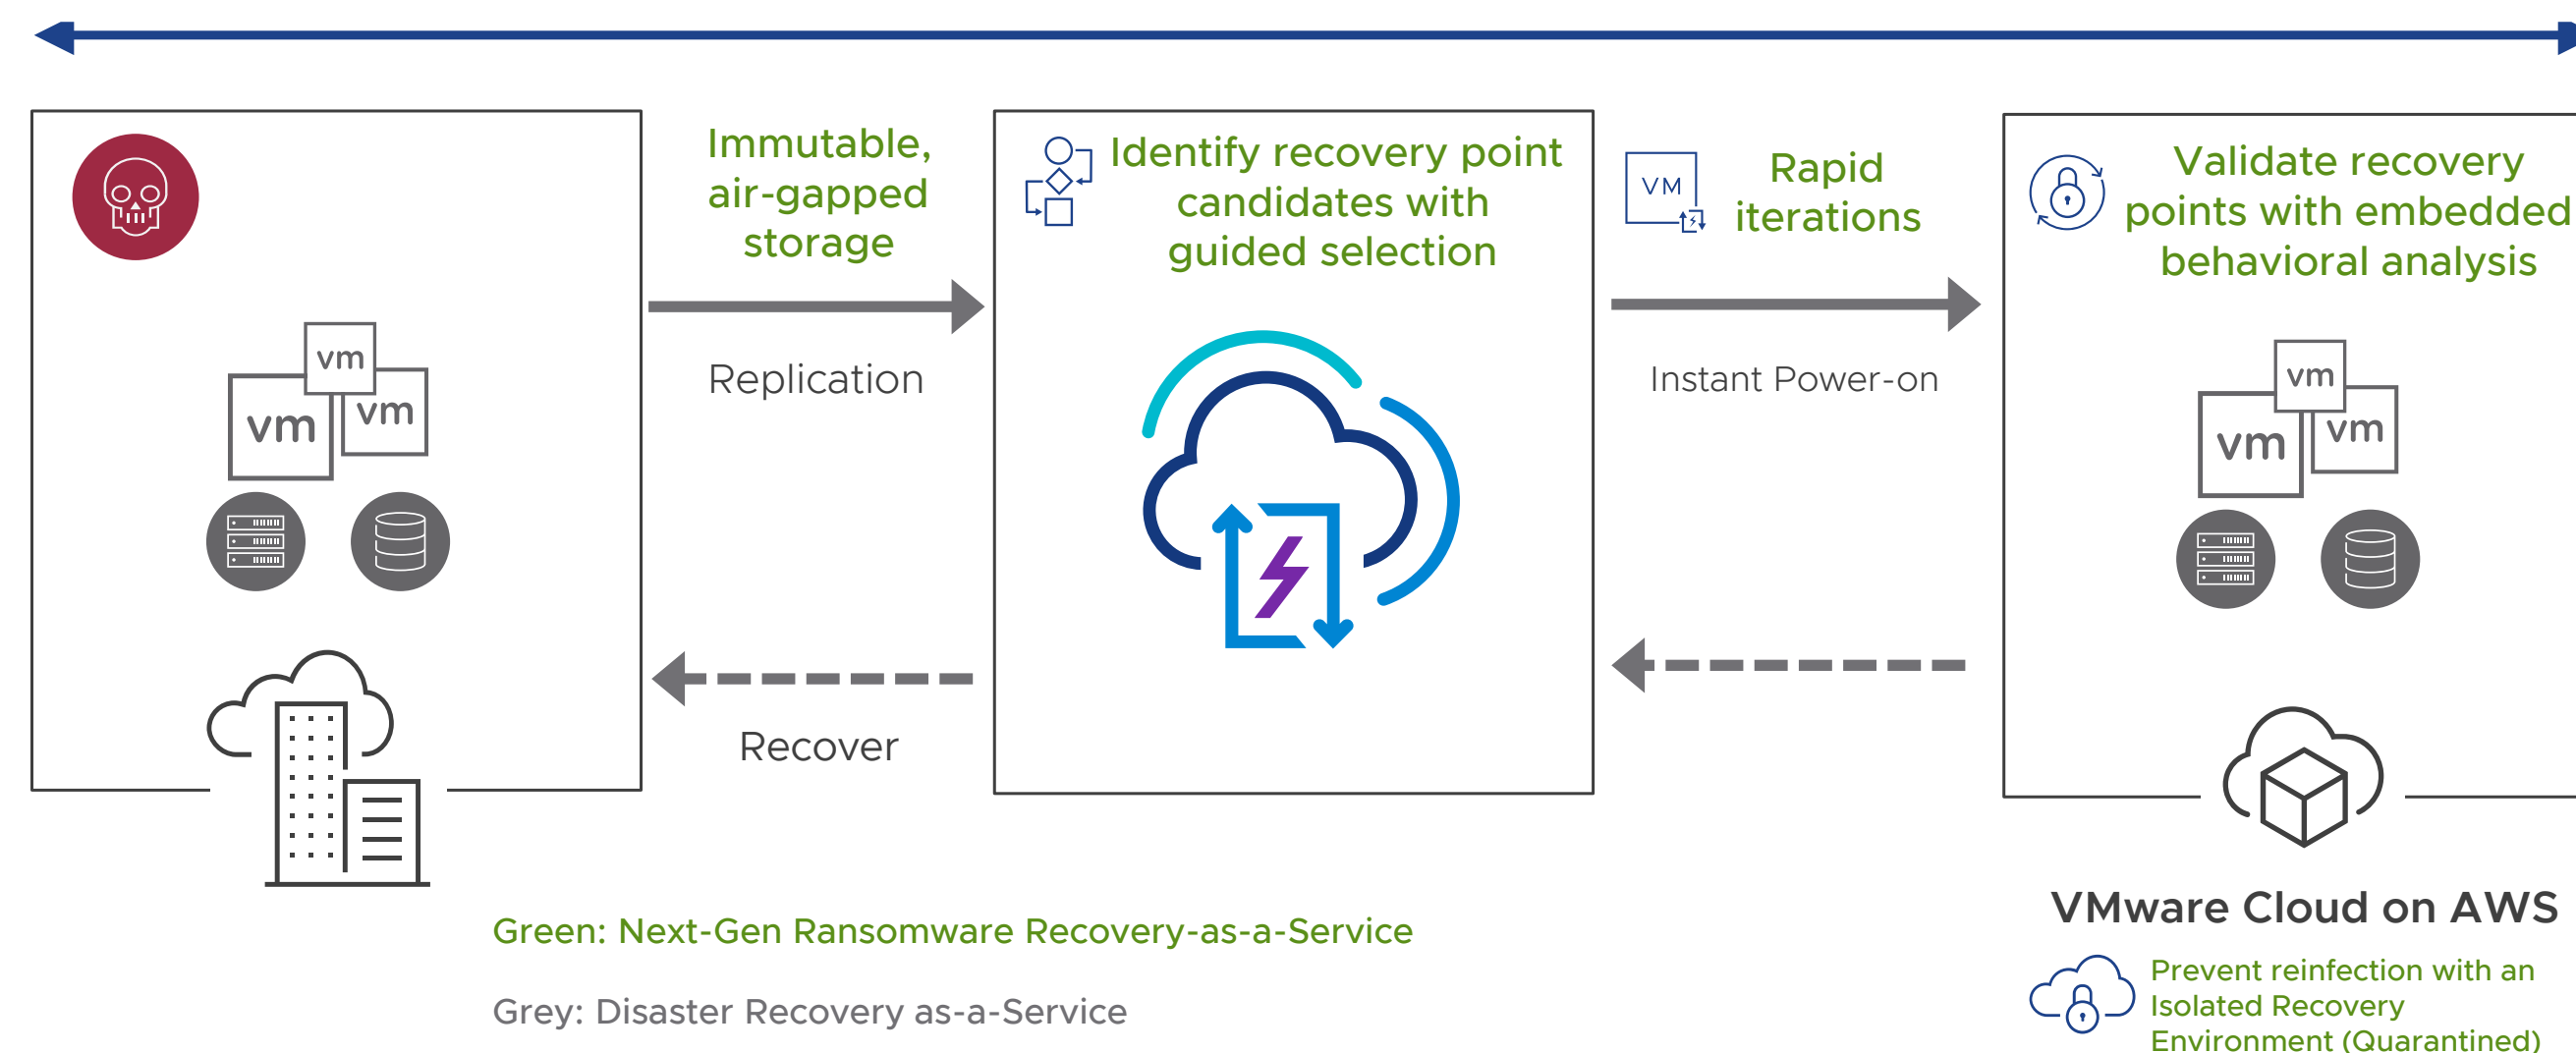 Immutable,
air-gapped
storage
Replication
Recover
vm
vm
vm
Identify recovery point
candidates with
guided selection
VM
Rapid
iterations
Instant Power-on
Validate recovery
points with embedded
behavioral analysis
vm
vm
vm
VMware Cloud on AWS
Prevent reinfection with an
Isolated Recovery
Environment (Quarantined)
Green: Next-Gen Ransomware Recovery-as-a-Service
Grey: Disaster Recovery as-a-Service